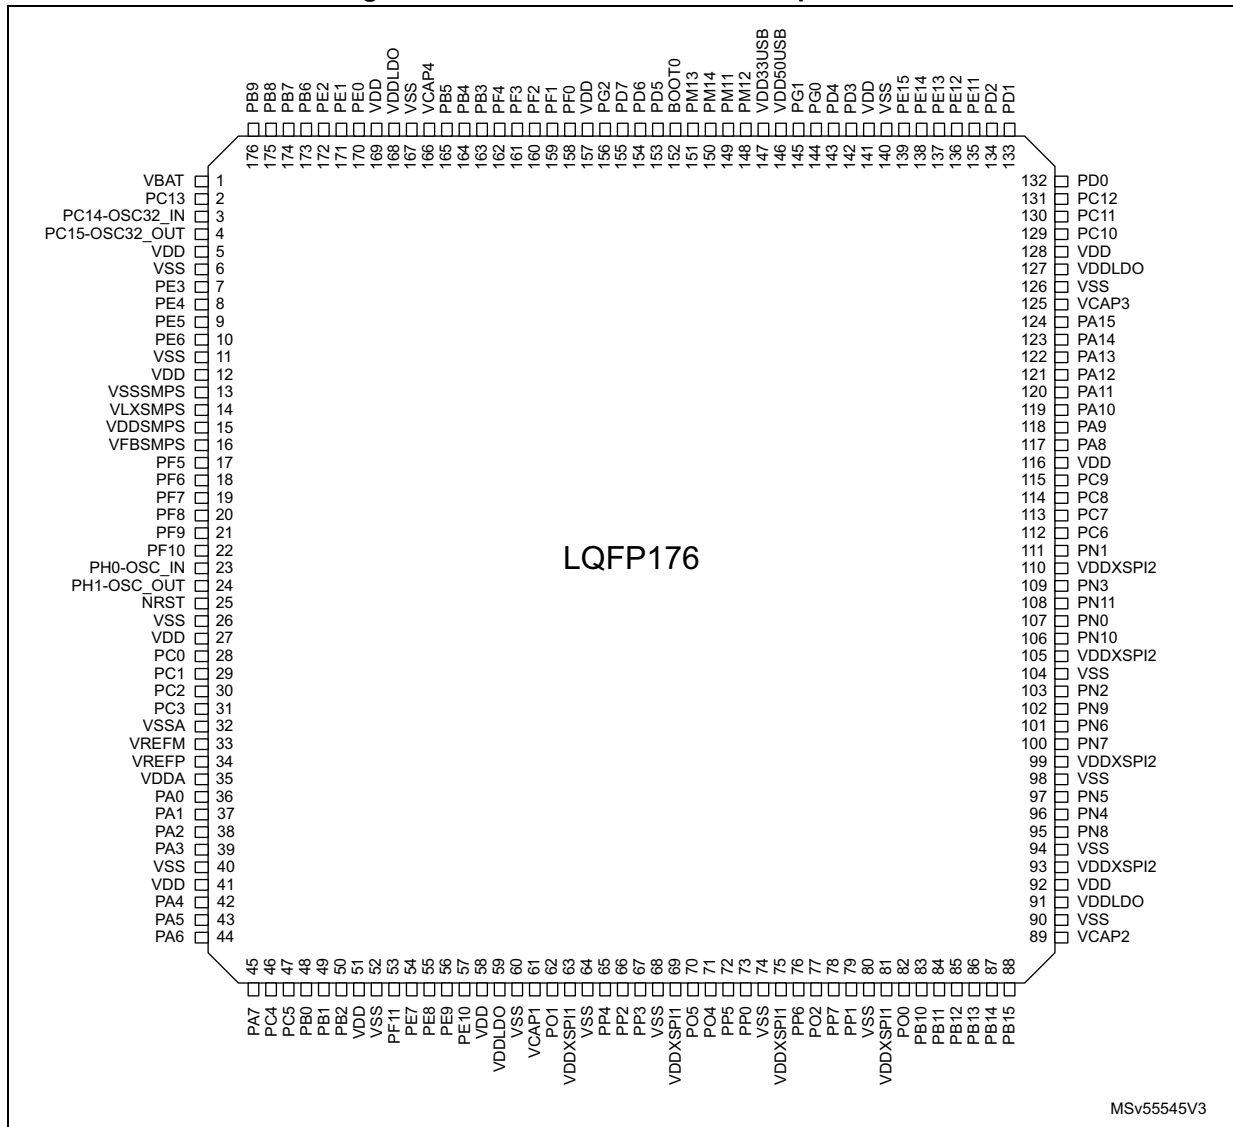 PB9 PB8 PB7 PB6 PE2 PE1 PE0 VDD VDDLDO VSS VCAP4 PB5 PB4 PB3 PF4 PF3 PF2 PF1 PF0 VDD PG2 PD7 PD6 PD5 BOOT0 PM13 PM14 PM11 PM12 VDD33USB VDD50USB PG1 PG0 PD4 PD3 VDD VSS PE15 PE14 PE13 PE12 PE11 PD2 PD1
176 175 174 173 172 171 170 169 168 167 166 165 164 163 162 161 160 159 158 157 156 155 154 153 152 151 150 149 148 147 146 145 144 143 142 141 140 139 138 137 136 135 134 133
VBAT 1 132 PD0
PC13 2 131 PC12
PC14-OSC32_IN 3 130 PC11
PC15-OSC32_OUT 4 129 PC10
VDD 5 128 VDD
VSS 6 127 VDDLDO
PE3 7 126 VSS
PE4 8 125 VCAP3
PE5 9 124 PA15
PE6 10 123 PA14
VSS 11 122 PA13
VDD 12 121 PA12
VSSSMPS 13 120 PA11
VLXSMPS 14 119 PA10
VDDSMPS 15 118 PA9
VFBSMPS 16 117 PA8
PF5 17 116 VDD
PF6 18 115 PC9
PF7 19 114 PC8
PF8 20 113 PC7
PF9 21 112 PC6
PF10 22 111 PN1
LQFP176
PH0-OSC_IN 23 110 VDDXSPI2
PH1-OSC_OUT 24 109 PN3
NRST 25 108 PN11
VSS 26 107 PN0
VDD 27 106 PN10
PC0 28 105 VDDXSPI2
PC1 29 104 VSS
PC2 30 103 PN2
PC3 31 102 PN9
VSSA 32 101 PN6
VREFM 33 100 PN7
VREFP 34 99 VDDXSPI2
VDDA 35 98 VSS
PA0 36 97 PN5
PA1 37 96 PN4
PA2 38 95 PN8
PA3 39 94 VSS
VSS 40 93 VDDXSPI2
VDD 41 92 VDD
PA4 42 91 VDDLDO
PA5 43 90 VSS
PA6 44 89 VCAP2
45 46 47 48 49 50 51 52 53 54 55 56 57 58 59 60 61 62 63 64 65 66 67 68 69 70 71 72 73 74 75 76 77 78 79 80 81 82 83 84 85 86 87 88
PA7 PC4 PC5 PB0 PB1 PB2 VDD VSS PF11 PE7 PE8 PE9 PE10 VDD VDDLDO VSS VCAP1 PO1 VDDXSPI1 VSS PP4 PP2 PP3 VSS VDDXSPI1 PO5 PO4 PP5 PP0 VSS VDDXSPI1 PP6 PO2 PP7 PP1 VSS VDDXSPI1 PO0 PB10 PB11 PB12 PB13 PB14 PB15
MSv55545V3